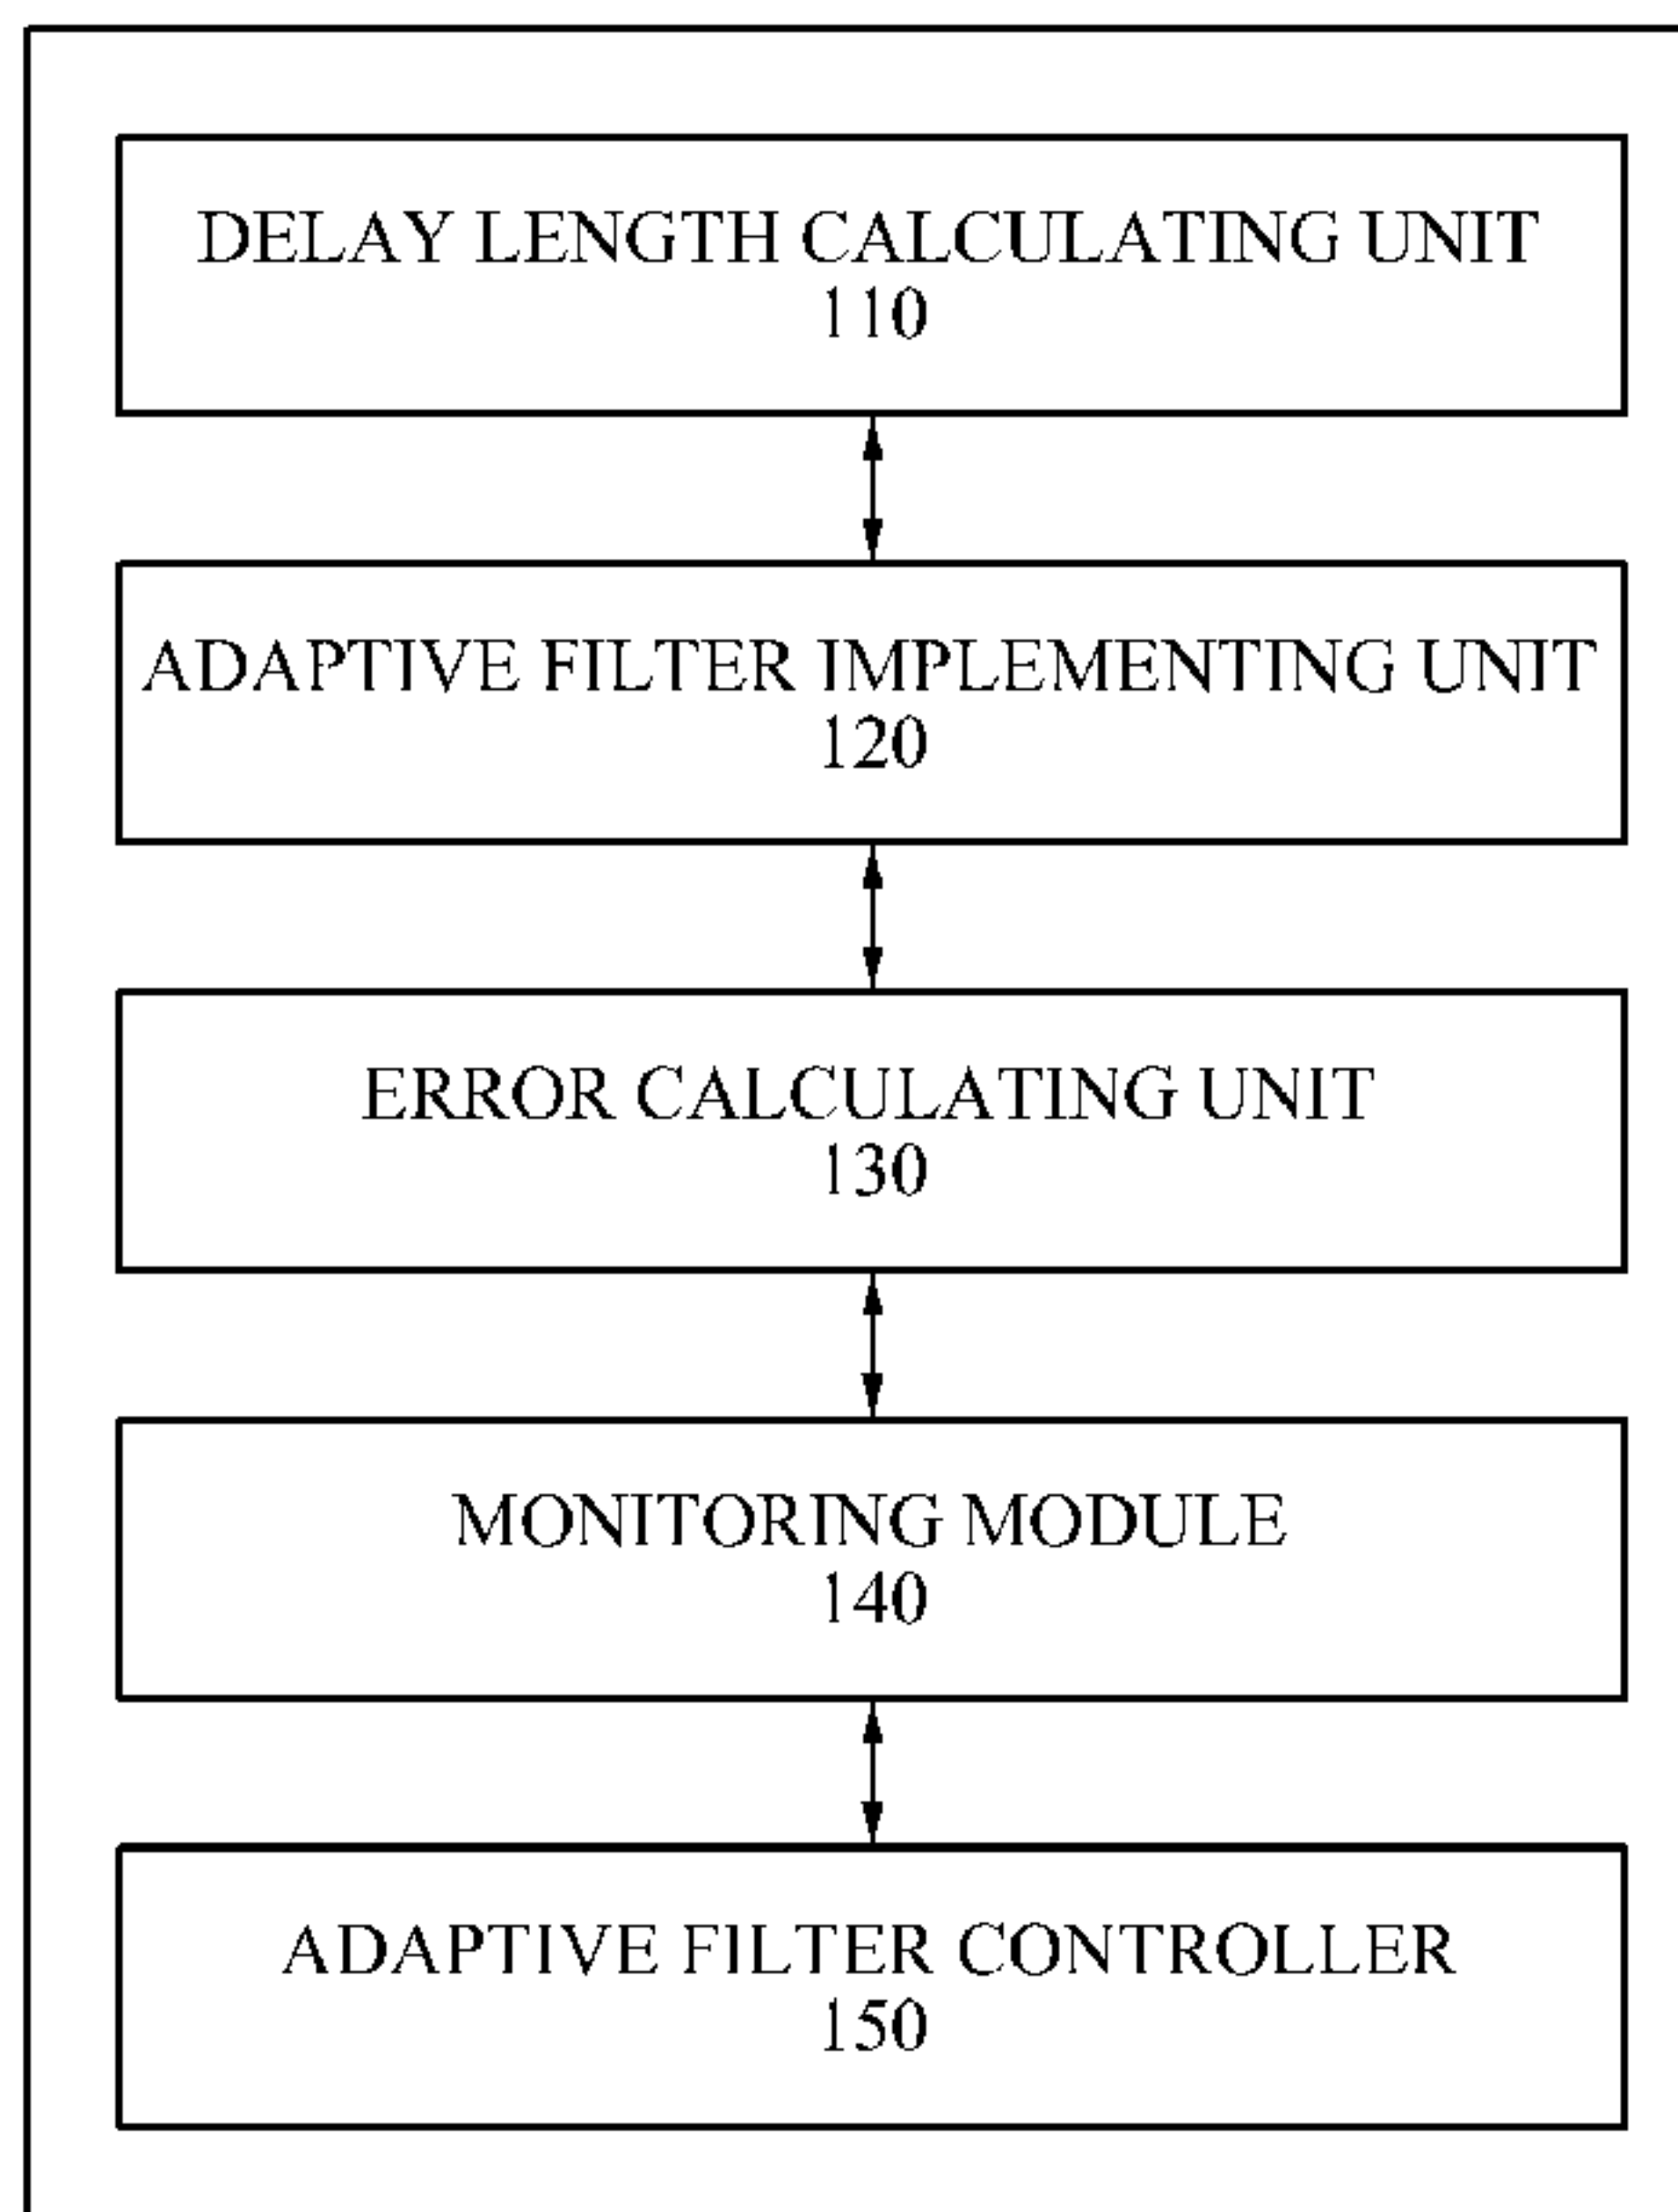 DELAY LENGTH CALCULATING UNIT
110
ADAPTIVE FILTER IMPLEMENTING UNIT
120
ERROR CALCULATING UNIT
130
MONITORING MODULE
140
ADAPTIVE FILTER CONTROLLER
150